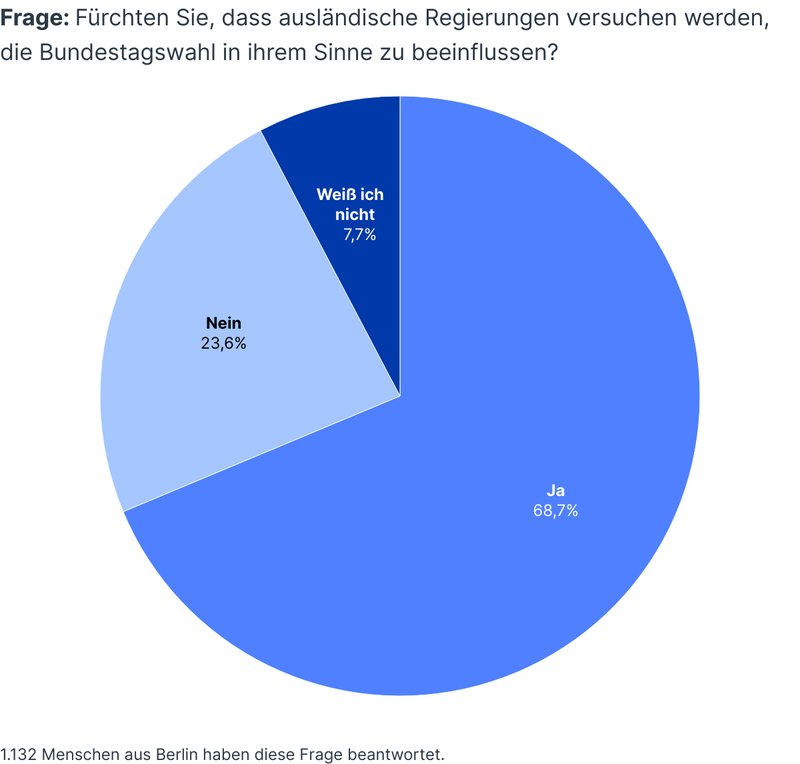 Frage: Fürchten Sie, dass ausländische Regierungen versuchen werden,
die Bundestagswahl in ihrem Sinne zu beeinflussen?
Weiß ich
nicht
7,7%
Nein
23,6%
Ja
68,7%
1.132 Menschen aus Berlin haben diese Frage beantwortet.